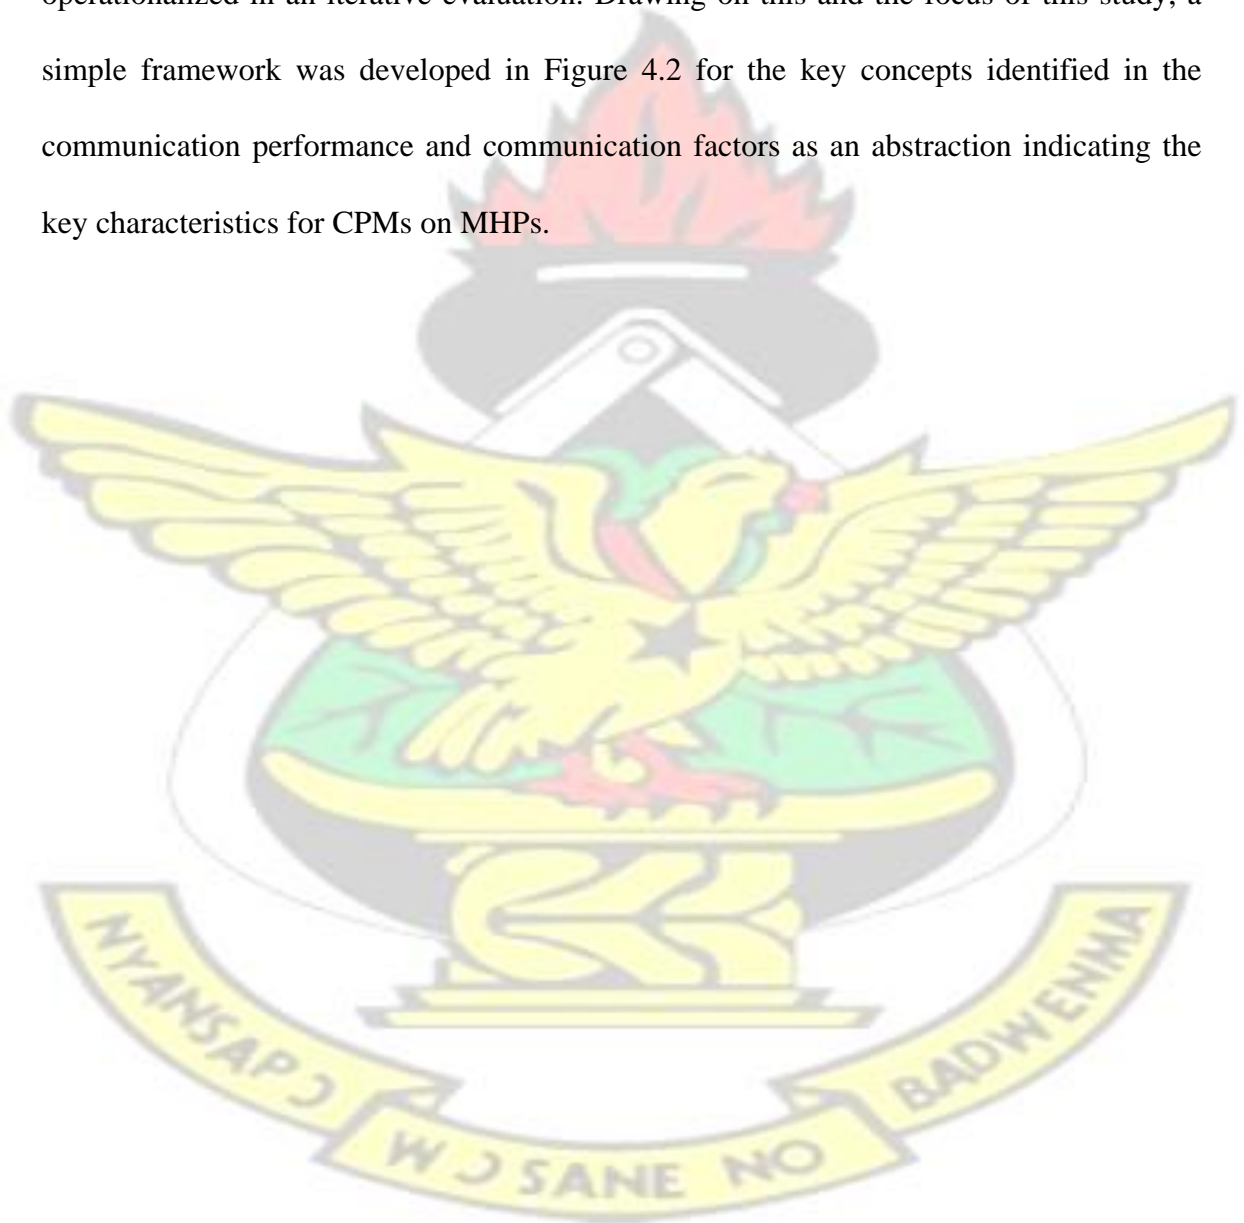 operationalized in an iterative evaluation. Drawing on this and the focus of this study, a
simple framework was developed in Figure 4.2 for the key concepts identified in the
communication performance and communication factors as an abstraction indicating the
key characteristics for CPMs on MHPs.
NYANSAPƆ
WƆSANE NO
BADWENMA